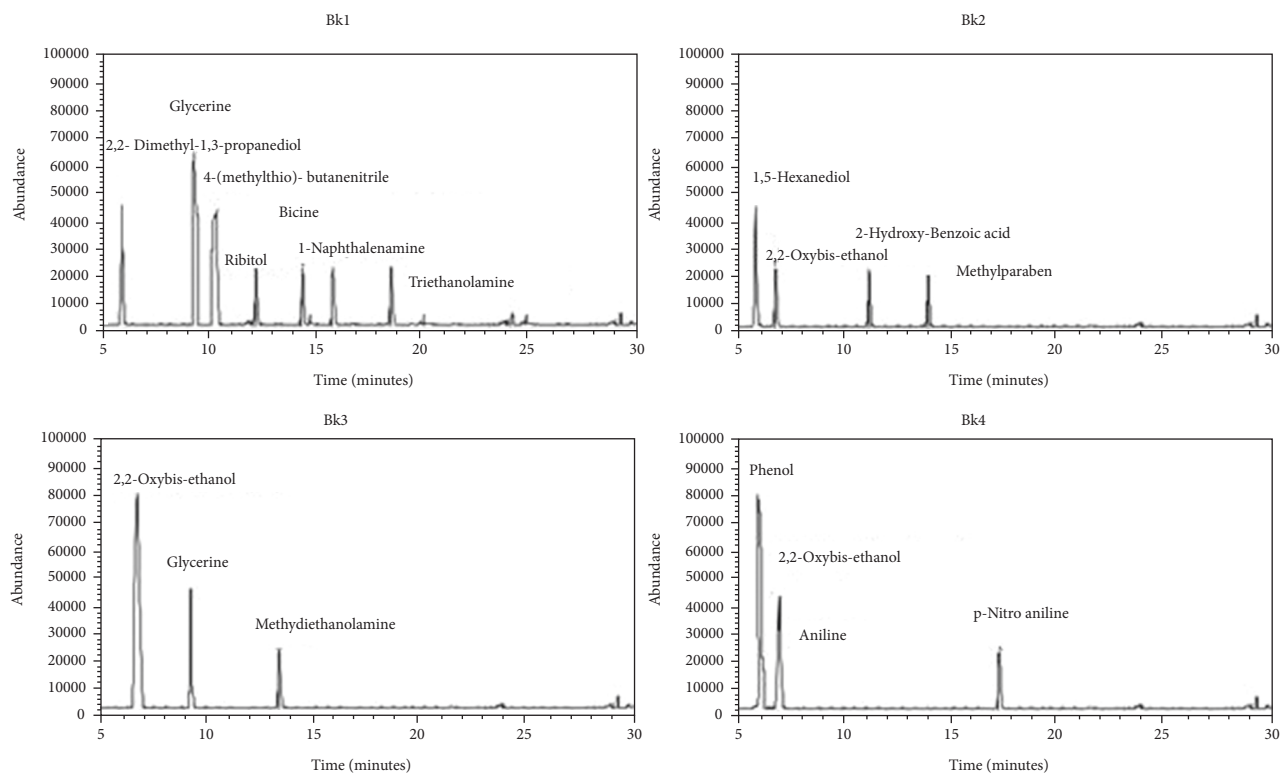 Bk1
100000
90000
80000
70000
60000
50000
40000
30000
20000
10000
0
Abundance
Glycerine
2,2- Dimethyl-1,3-propanediol
4-(methylthio)- butanenitrile
Bicine
1-Naphthalenamine
Ribitol
Triethanolamine
5 10 15 20 25 30
Time (minutes)
Bk2
100000
90000
80000
70000
60000
50000
40000
30000
20000
10000
0
Abundance
1,5-Hexanediol
2-Hydroxy-Benzoic acid
2,2-Oxybis-ethanol
Methylparaben
5 10 15 20 25 30
Time (minutes)
Bk3
100000
90000
80000
70000
60000
50000
40000
30000
20000
10000
0
Abundance
2,2-Oxybis-ethanol
Glycerine
Methydiethanolamine
5 10 15 20 25 30
Time (minutes)
Bk4
100000
90000
80000
70000
60000
50000
40000
30000
20000
10000
0
Abundance
Phenol
2,2-Oxybis-ethanol
p-Nitro aniline
Aniline
5 10 15 20 25 30
Time (minutes)